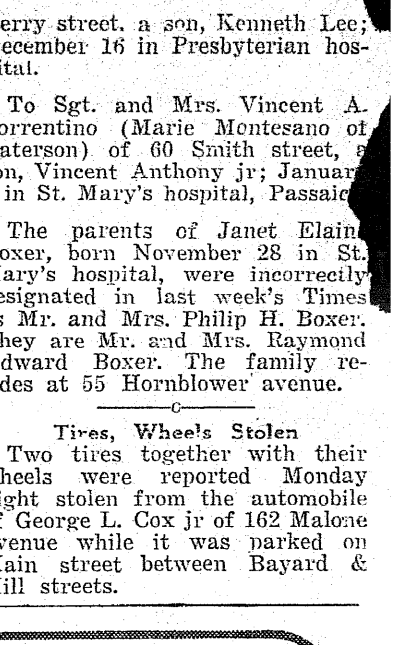 erry street, a son, Kenneth Lee;
ecember 16 in Presbyterian hos-
ital.
To Sgt. and Mrs. Vincent A.
orrentino (Marie Montesano of
aterson) of 60 Smith street, a
on, Vincent Anthony jr; Januar
in St. Mary's hospital, Passaic
The parents of Janet Elain
oxer, born November 28 in St.
ary's hospital, were incorrectly
esignated in last week's Times
s Mr. and Mrs. Philip H. Boxer.
hey are Mr. and Mrs. Raymond
dward Boxer. The family re-
des at 55 Hornblower avenue.
Tires, Wheels Stolen
Two tires together with their
heels were reported Monday
ight stolen from the automobile
f George L. Cox jr of 162 Malone
venue while it was parked on
ain street between Bayard &
ill streets.